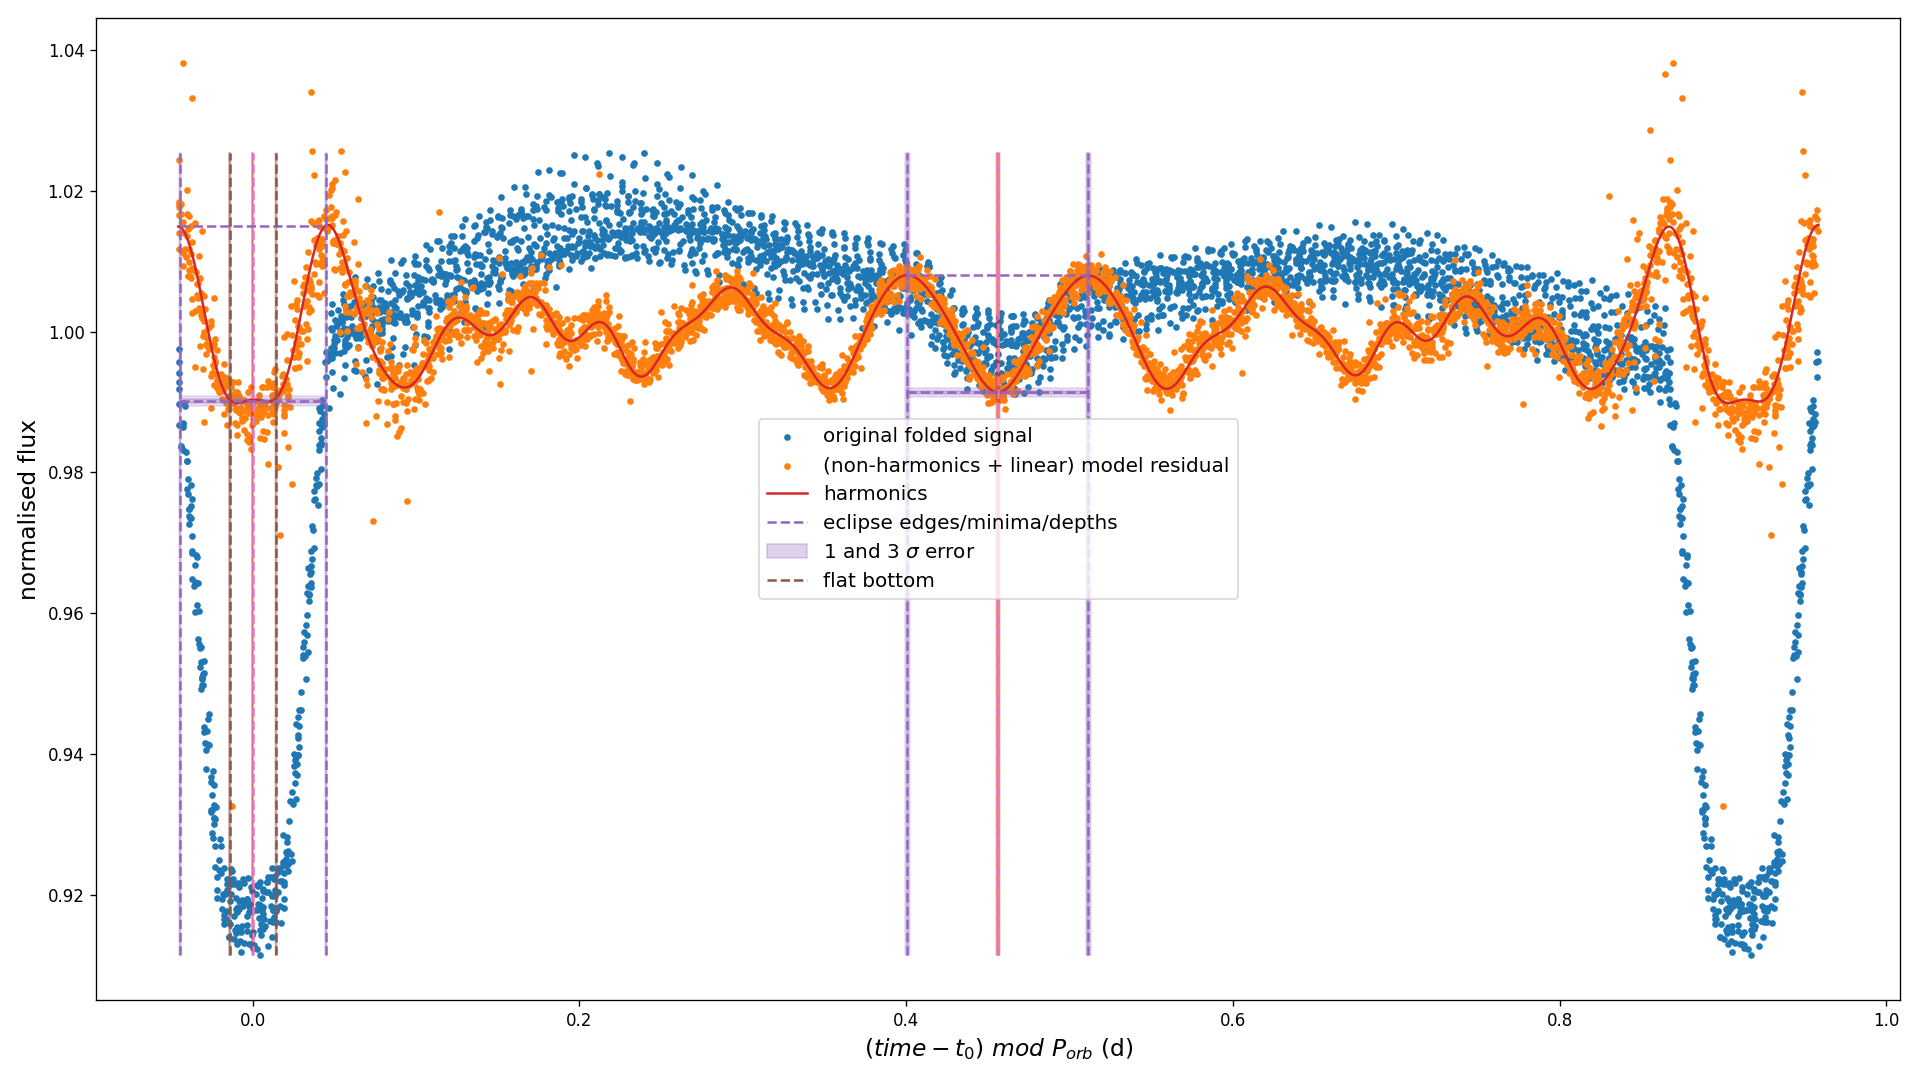 1.04
1.02
1.00
0.98
0.96
0.94
0.92
normalised flux
original folded signal
(non-harmonics + linear) model residual
harmonics
eclipse edges/minima/depths
1 and 3 σ error
flat bottom
0.0 0.2 0.4 0.6 0.8 1.0
(time − t₀) mod Pₒᵣb (d)